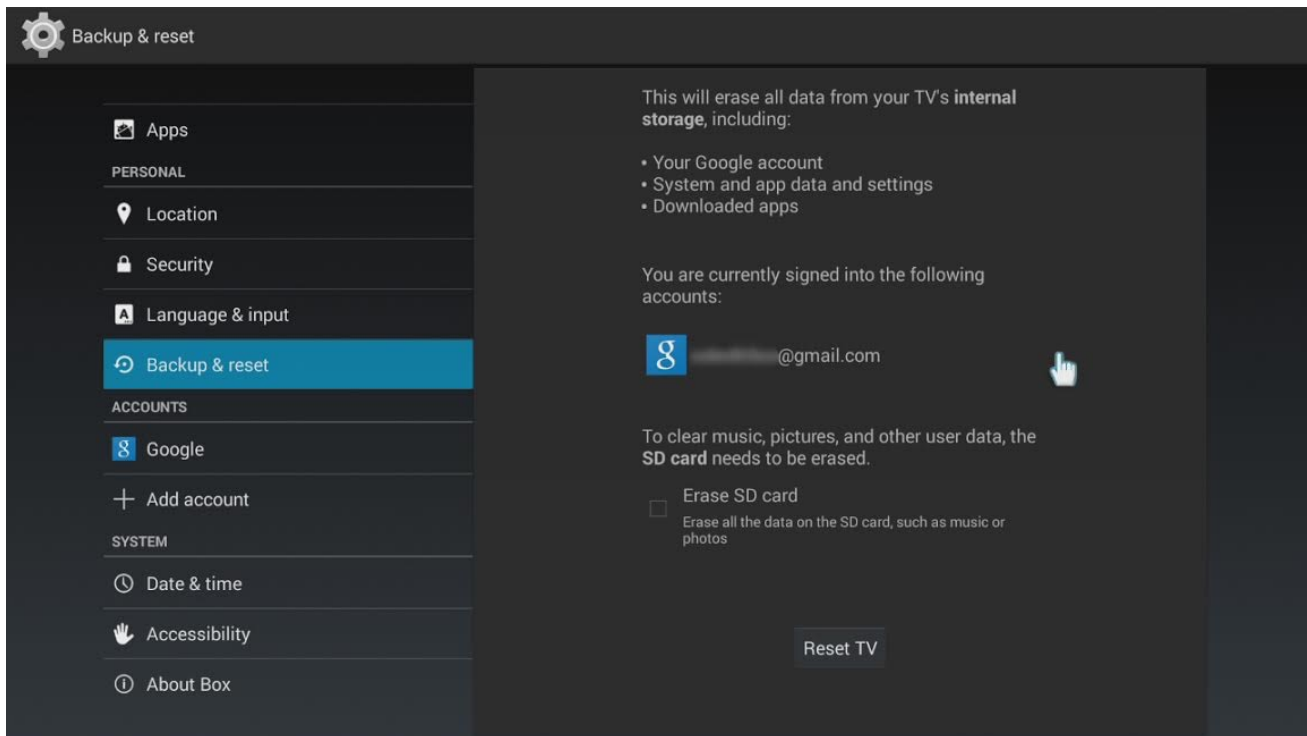 Backup & reset
Apps
PERSONAL
Location
Security
Language & input
Backup & reset
ACCOUNTS
Google
Add account
SYSTEM
Date & time
Accessibility
About Box
This will erase all data from your TV's internal
storage, including:
• Your Google account
• System and app data and settings
• Downloaded apps
You are currently signed into the following
accounts:
@gmail.com
To clear music, pictures, and other user data, the
SD card needs to be erased.
Erase SD card
Erase all the data on the SD card, such as music or
photos
Reset TV